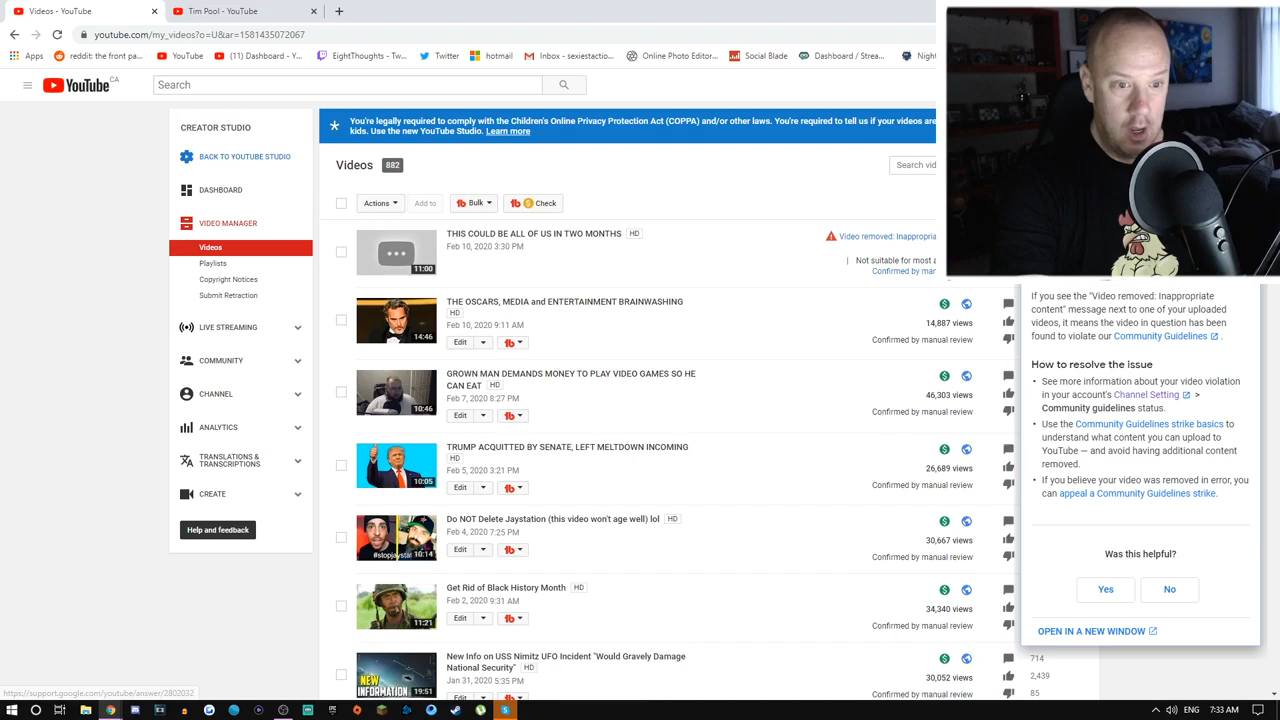 Videos - YouTube
Tim Pool - YouTube
youtube.com/my_videos?o=U&ar=1581435072067
Apps
reddit: the front pa...
YouTube
(11) Dashboard - Y...
EightThoughts - Tw...
Twitter
hotmail
Inbox - sexiestactio...
Online Photo Editor...
Social Blade
Dashboard / Strea...
Nigh
YouTube CA
Search
CREATOR STUDIO
BACK TO YOUTUBE STUDIO
DASHBOARD
VIDEO MANAGER
Videos
Playlists
Copyright Notices
Submit Retraction
LIVE STREAMING
COMMUNITY
CHANNEL
ANALYTICS
TRANSLATIONS &
TRANSCRIPTIONS
CREATE
Help and feedback
You're legally required to comply with the Children's Online Privacy Protection Act (COPPA) and/or other laws. You're required to tell us if your videos are
kids. Use the new YouTube Studio. Learn more
Videos 882
Search vid
Actions
Add to
Bulk
Check
THIS COULD BE ALL OF US IN TWO MONTHS HD
Feb 10, 2020 3:30 PM
11:00
Video removed: Inappropria
Not suitable for most a
Confirmed by man
THE OSCARS, MEDIA and ENTERTAINMENT BRAINWASHING
HD
Feb 10, 2020 9:11 AM
14:46
Edit
14,887 views
Confirmed by manual review
GROWN MAN DEMANDS MONEY TO PLAY VIDEO GAMES SO HE
CAN EAT HD
Feb 7, 2020 8:27 PM
10:46
Edit
46,303 views
Confirmed by manual review
TRUMP ACQUITTED BY SENATE, LEFT MELTDOWN INCOMING
HD
Feb 5, 2020 3:21 PM
10:05
Edit
26,689 views
Confirmed by manual review
Do NOT Delete Jaystation (this video won't age well) lol HD
Feb 4, 2020 7:25 PM
#stopjaystat
10:14
Edit
30,667 views
Confirmed by manual review
Get Rid of Black History Month HD
Feb 2, 2020 9:31 AM
11:21
Edit
34,340 views
Confirmed by manual review
New Info on USS Nimitz UFO Incident "Would Gravely Damage
National Security" HD
Jan 31, 2020 5:35 PM
NEW
INFORMATION
19:51
Edit
30,052 views
Confirmed by manual review
714
2,439
85
If you see the "Video removed: Inappropriate
content" message next to one of your uploaded
videos, it means the video in question has been
found to violate our Community Guidelines .
How to resolve the issue
• See more information about your video violation
in your account's Channel Setting >
Community guidelines status.
• Use the Community Guidelines strike basics to
understand what content you can upload to
YouTube — and avoid having additional content
removed.
• If you believe your video was removed in error, you
can appeal a Community Guidelines strike.
Was this helpful?
Yes
No
OPEN IN A NEW WINDOW
https://support.google.com/youtube/answer/2802032
ENG
7:33 AM